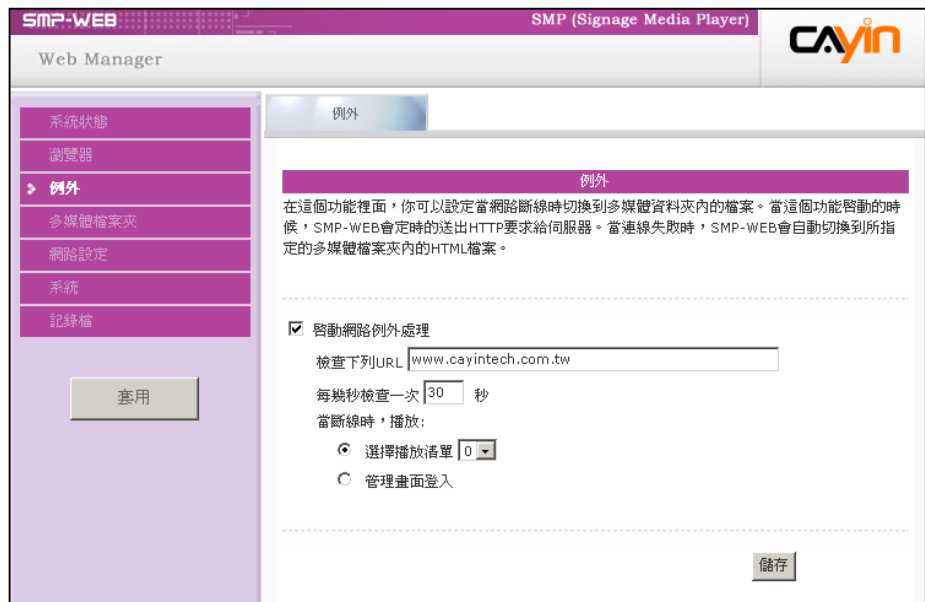 SMP-WEB
SMP (Signage Media Player)
CAyin
Web Manager
系統狀態
瀏覽器
例外
多媒體檔案夾
網路設定
系統
記錄檔
套用
例外
例外
在這個功能裡面，你可以設定當網路斷線時切換到多媒體資料夾內的檔案。當這個功能啟動的時
候，SMP-WEB會定時的送出HTTP要求給伺服器。當連線失敗時，SMP-WEB會自動切換到所指
定的多媒體檔案夾內的HTML檔案。
啟動網路例外處理
檢查下列URL www.cayintech.com.tw
每幾秒檢查一次 30 秒
當斷線時，播放:
選擇播放清單 0
管理畫面登入
儲存